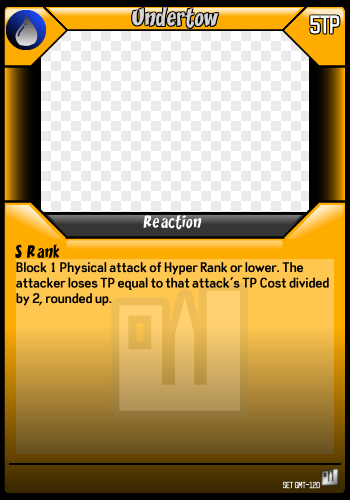 Undertow
5TP
Reaction
S Rank
Block 1 Physical attack of Hyper Rank or lower. The
attacker loses TP equal to that attack's TP Cost divided
by 2, rounded up.
SET GMT-120